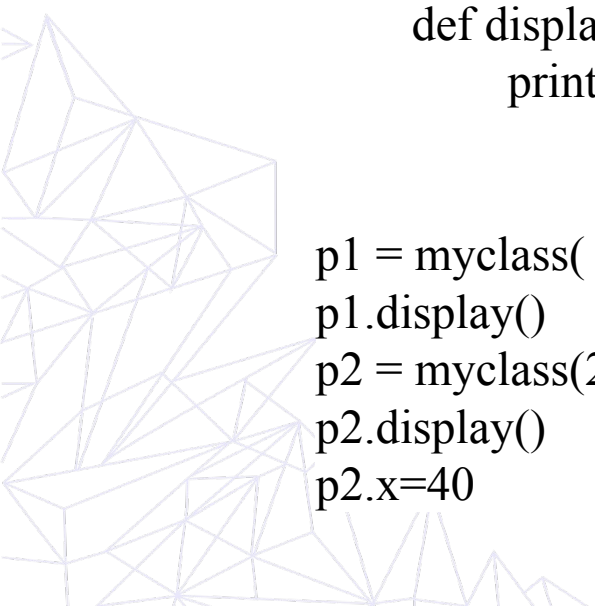 def displa
print
p1 = myclass(
p1.display()
p2 = myclass(2
p2.display()
p2.x=40